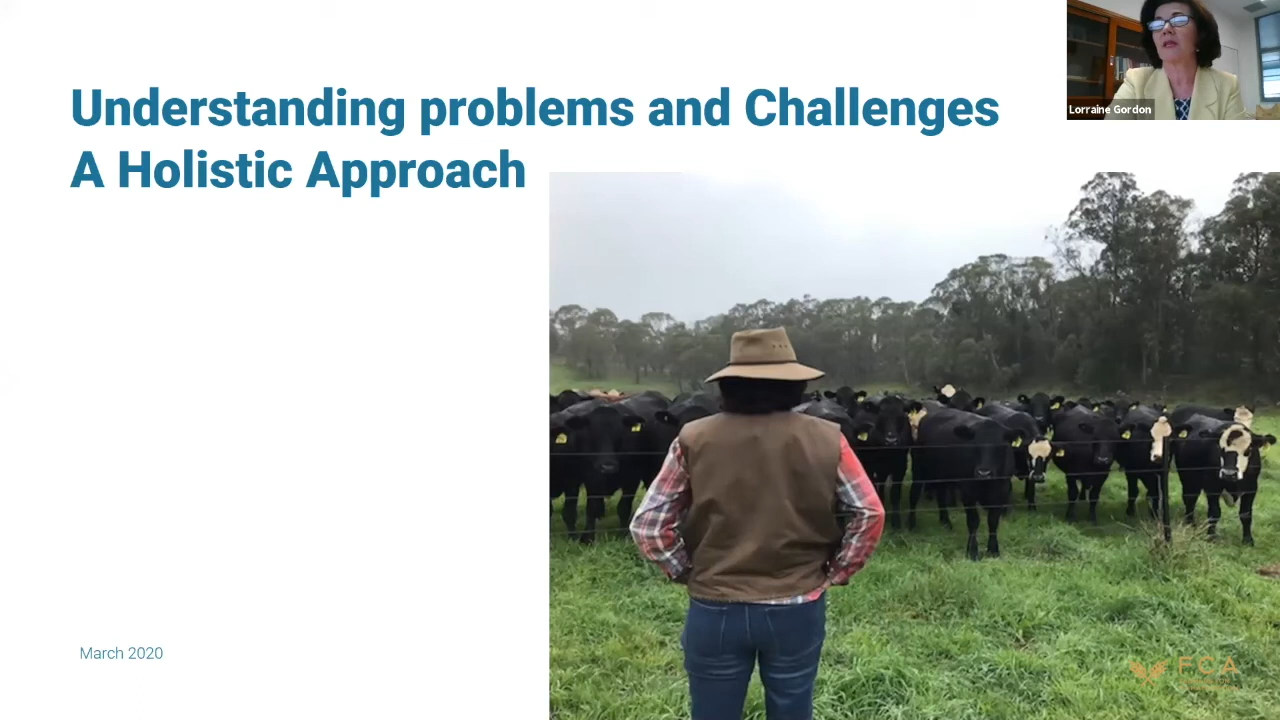 Understanding problems and Challenges
A Holistic Approach
Lorraine Gordon
March 2020
FCA